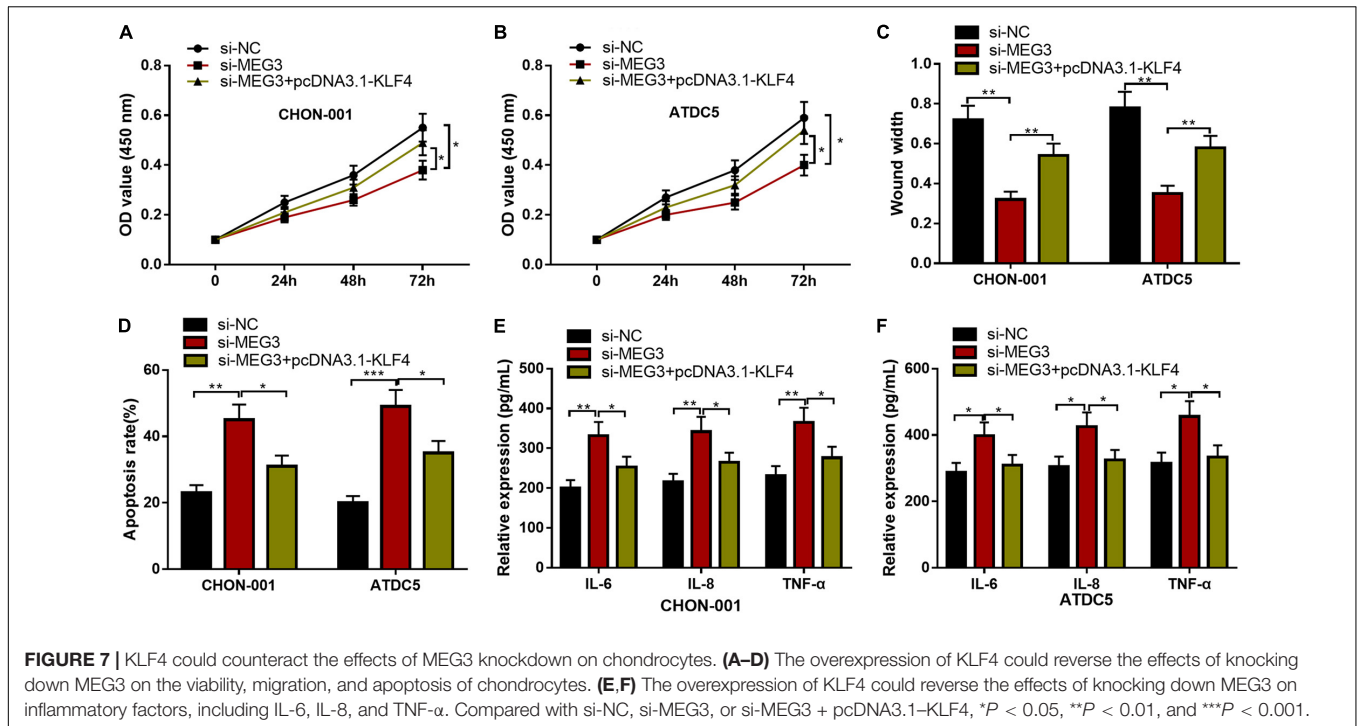 A
si-NC
si-MEG3
si-MEG3+pcDNA3.1-KLF4
0.8
0.6
0.4
0.2
0.0
OD value (450 nm)
CHON-001
*
*
0
24h
48h
72h
B
si-NC
si-MEG3
si-MEG3+pcDNA3.1-KLF4
0.8
0.6
0.4
0.2
0.0
OD value (450 nm)
ATDC5
*
*
0
24h
48h
72h
C
si-NC
si-MEG3
si-MEG3+pcDNA3.1-KLF4
1.0
0.8
0.6
0.4
0.2
0.0
Wound width
**
**
**
**
CHON-001
ATDC5
D
si-NC
si-MEG3
si-MEG3+pcDNA3.1-KLF4
60
40
20
0
Apoptosis rate(%)
**
*
***
*
CHON-001
ATDC5
E
si-NC
si-MEG3
si-MEG3+pcDNA3.1-KLF4
500
400
300
200
100
0
Relative expression (pg/mL)
**
*
**
*
**
*
IL-6
IL-8
TNF-α
CHON-001
F
si-NC
si-MEG3
si-MEG3+pcDNA3.1-KLF4
600
400
200
0
Relative expression (pg/mL)
*
*
*
*
*
*
IL-6
IL-8
TNF-α
ATDC5
FIGURE 7 | KLF4 could counteract the effects of MEG3 knockdown on chondrocytes. (A–D) The overexpression of KLF4 could reverse the effects of knocking
down MEG3 on the viability, migration, and apoptosis of chondrocytes. (E,F) The overexpression of KLF4 could reverse the effects of knocking down MEG3 on
inflammatory factors, including IL-6, IL-8, and TNF-α. Compared with si-NC, si-MEG3, or si-MEG3 + pcDNA3.1–KLF4, *P < 0.05, **P < 0.01, and ***P < 0.001.